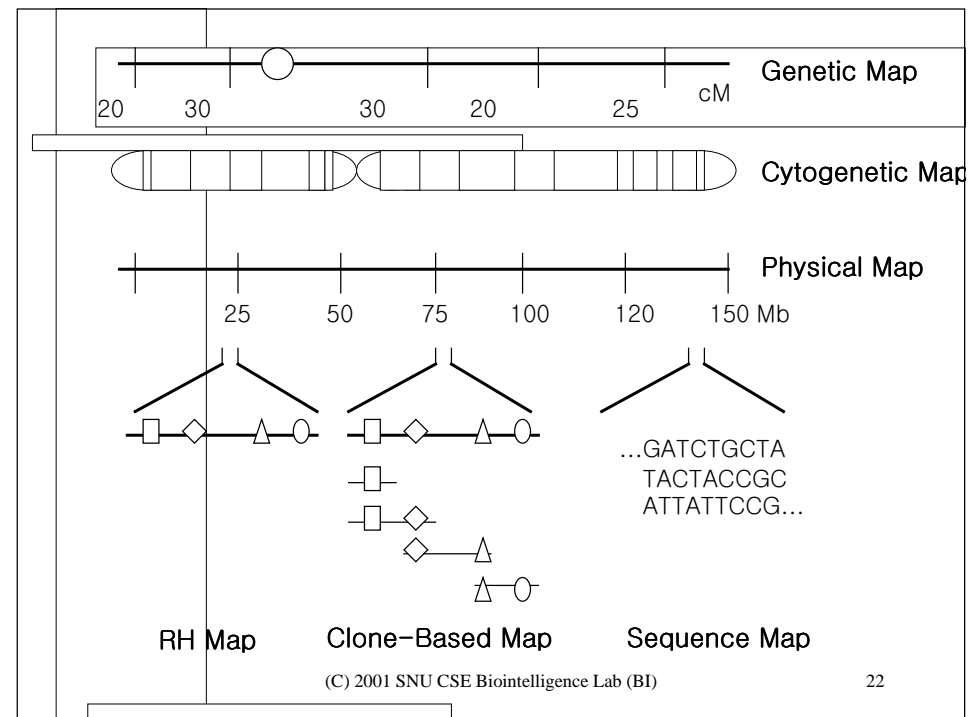 Genetic Map
cM
20 30 30 20 25
Cytogenetic Map
Physical Map
25 50 75 100 120 150 Mb
...GATCTGCTA
TACTACCGC
ATTATTCCG...
RH Map Clone-Based Map Sequence Map
(C) 2001 SNU CSE Biointelligence Lab (BI) 22